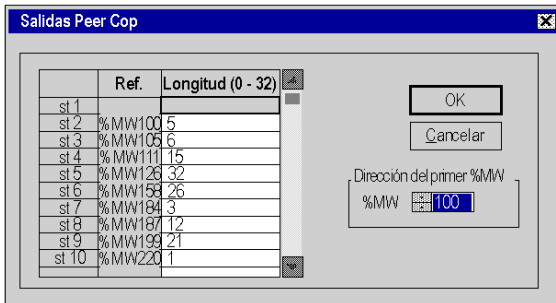 Salidas Peer Cop
Ref. Longitud (0 - 32)
st 1
st 2 %MW100 5
st 3 %MW105 6
st 4 %MW111 15
st 5 %MW126 32
st 6 %MW158 26
st 7 %MW184 3
st 8 %MW187 12
st 9 %MW199 21
st 10 %MW220 1
OK
Cancelar
Dirección del primer %MW
%MW 100